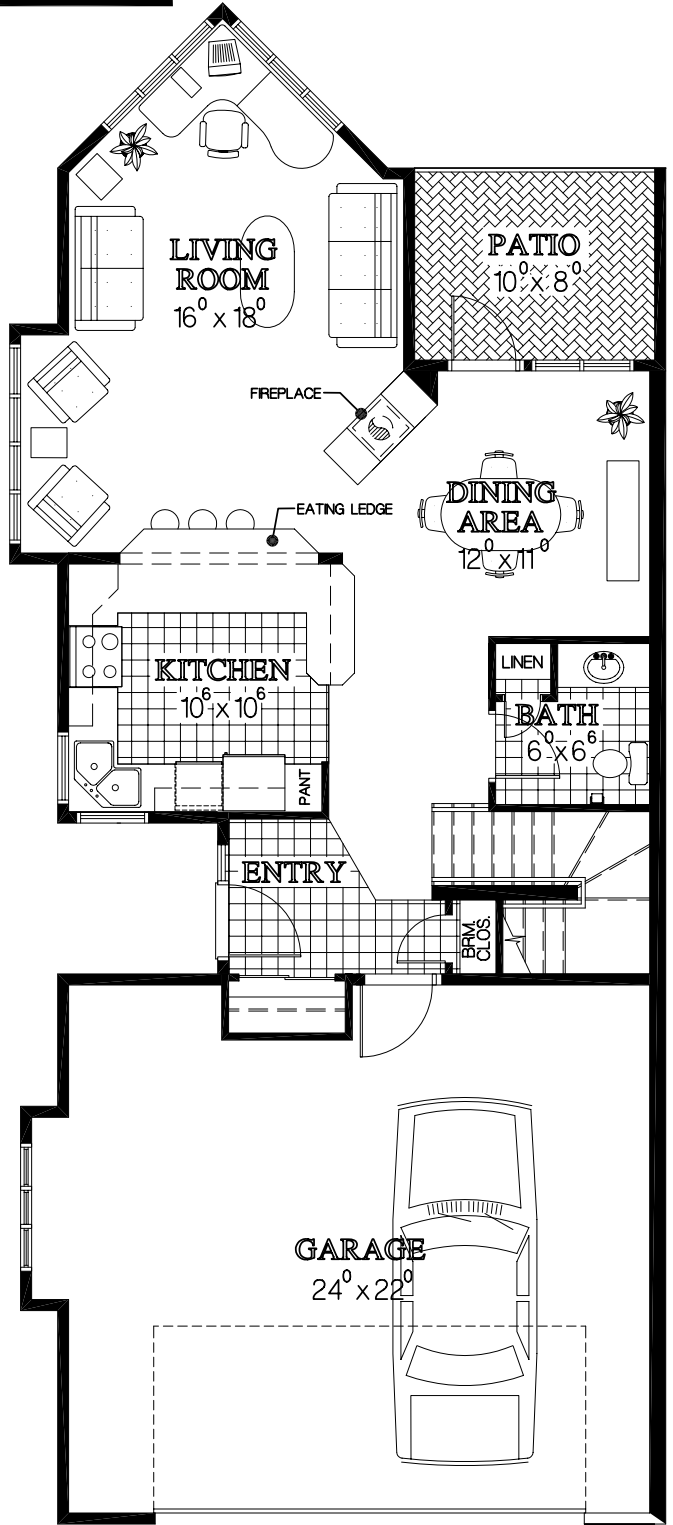 LIVING
ROOM
16⁰ x 18⁰
PATIO
10⁰ x 8⁰
FIREPLACE
DINING
AREA
12⁰ x 11⁰
EATING LEDGE
KITCHEN
10⁶ x 10⁶
LINEN
BATH
6⁰ x 6⁶
PANT
ENTRY
BRM.
CLOS.
GARAGE
24⁰ x 22⁰